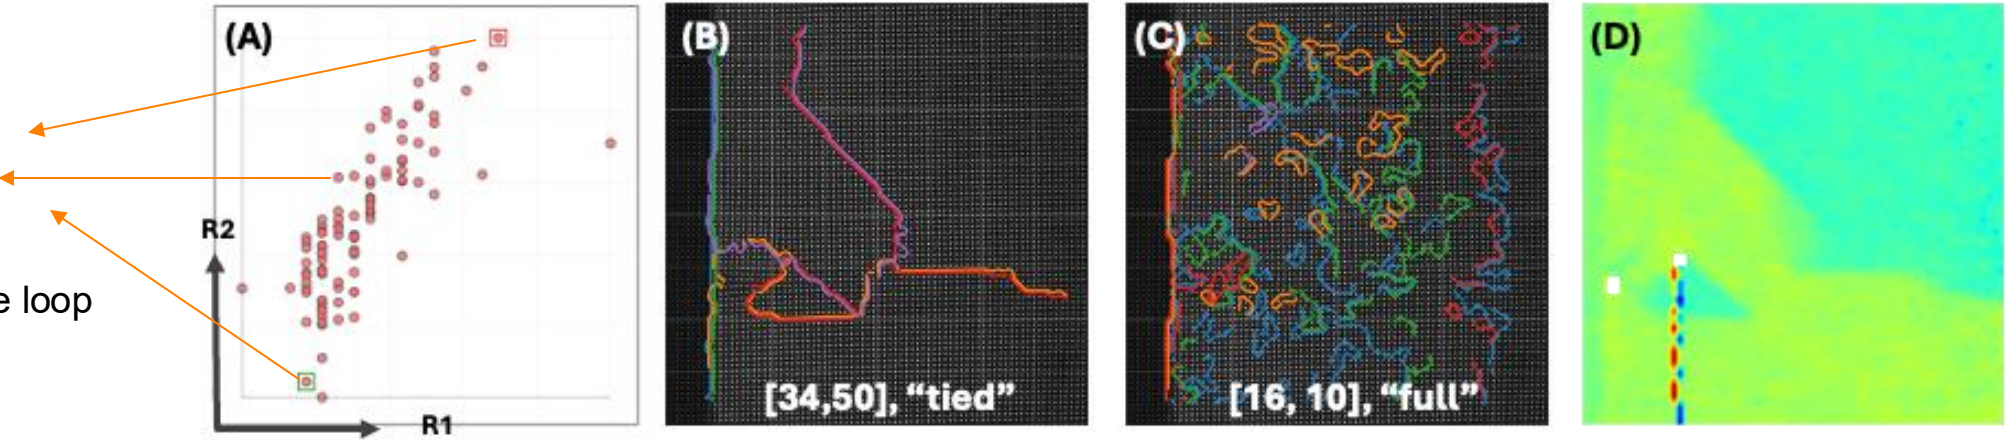 (A)
(B)
(C)
(D)
R2
e loop
R1
[34,50], “tied”
[16, 10], “full”